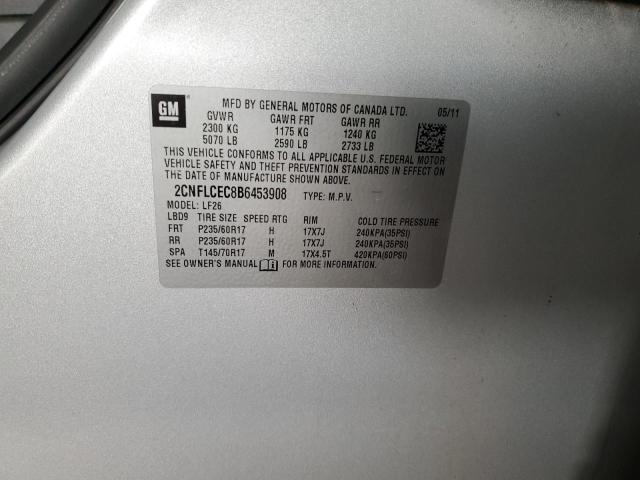 GM
MFD BY GENERAL MOTORS OF CANADA LTD. 05/11
GVWR GAWR FRT GAWR RR
2300 KG 1175 KG 1240 KG
5070 LB 2590 LB 2733 LB
THIS VEHICLE CONFORMS TO ALL APPLICABLE U.S. FEDERAL MOTOR
VEHICLE SAFETY AND THEFT PREVENTION STANDARDS IN EFFECT ON
THE DATE OF MANUFACTURE SHOWN ABOVE.
2CNFLCEC8B6453908 TYPE: M.P.V.
MODEL: LF26
LBD9 TIRE SIZE SPEED RTG RIM COLD TIRE PRESSURE
FRT P235/60R17 H 17X7J 240KPA(35PSI)
RR P235/60R17 H 17X7J 240KPA(35PSI)
SPA T145/70R17 M 17X4.5T 420KPA(60PSI)
SEE OWNER'S MANUAL FOR MORE INFORMATION.